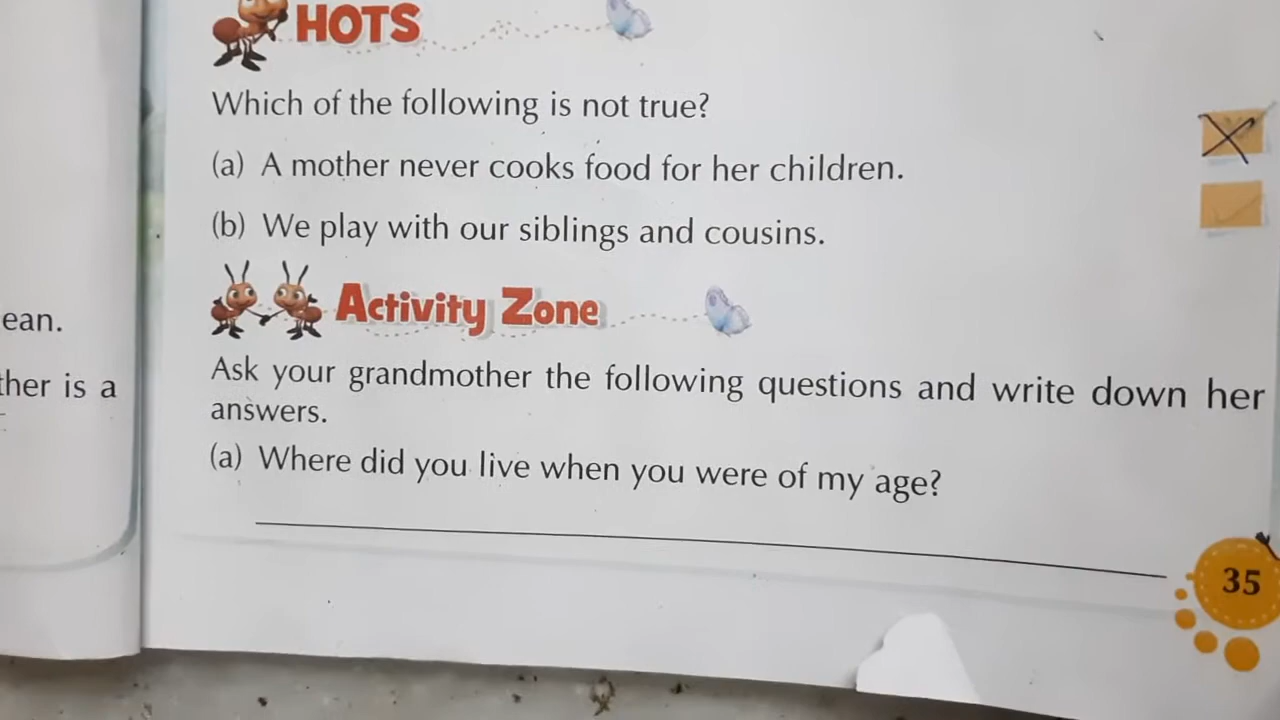 HOTS
Which of the following is not true?
(a) A mother never cooks food for her children.
(b) We play with our siblings and cousins.
ean.
Activity Zone
ther is a
Ask your grandmother the following questions and write down her
answers.
(a) Where did you live when you were of my age?
35